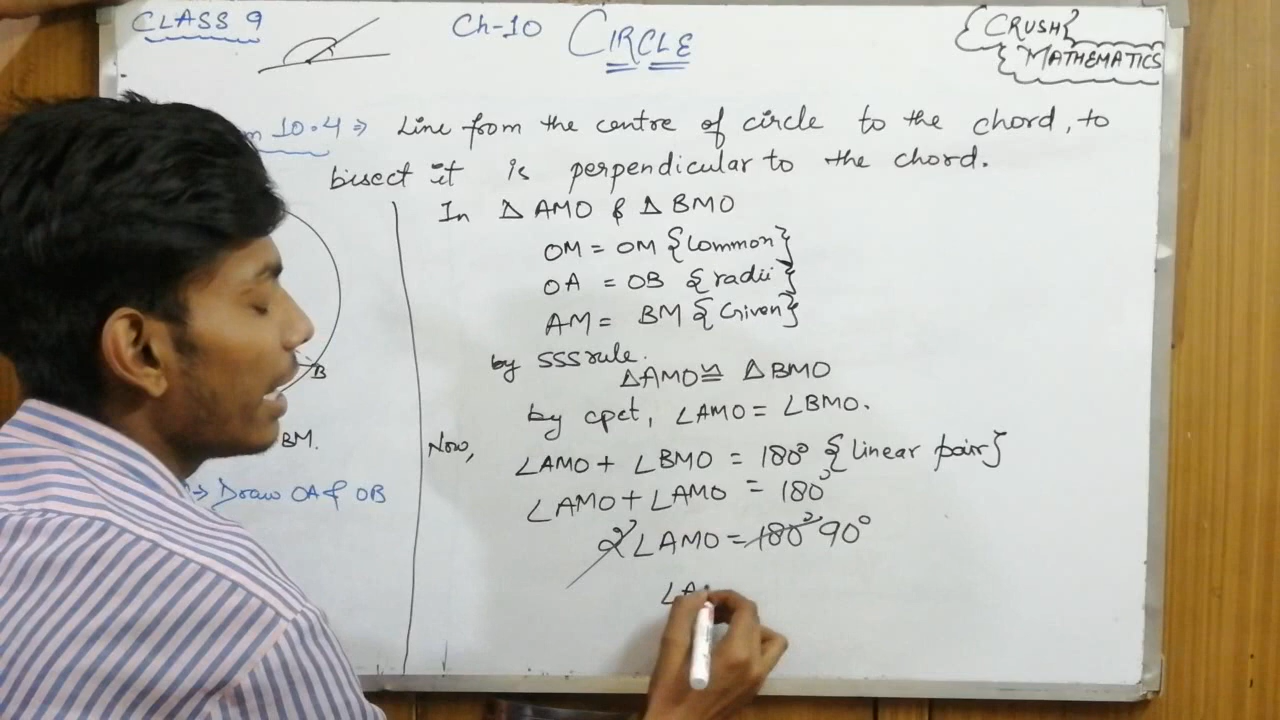 CLASS 9
Ch-10 CIRCLE
{CRUSH}
{MATHEMATICS
10.4 ⇒ Line from the centre of circle to the chord, to
bisect it is perpendicular to the chord.
In △ AMO & △ BMO
OM = OM {Common}
OA = OB {radii}
AM = BM {Given}
by SSS rule.
△AMO ≅ △BMO
by cpct, ∠AMO = ∠BMO.
Now,
∠AMO + ∠BMO = 180° {linear pair}
∠AMO + ∠AMO = 180°
2∠AMO = 180° 90°
∠A
B
BM.
→ Draw OA & OB